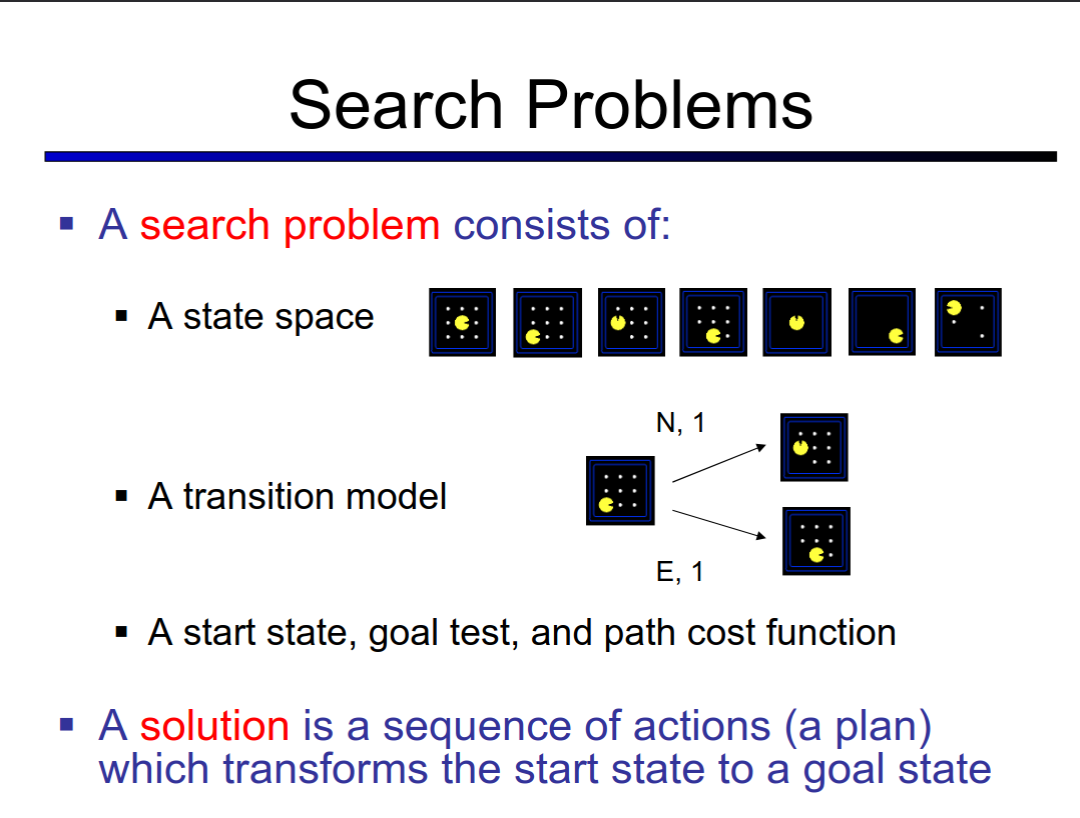 Search Problems
▪ A search problem consists of:
▪ A state space
N, 1
▪ A transition model
E, 1
▪ A start state, goal test, and path cost function
▪ A solution is a sequence of actions (a plan)
which transforms the start state to a goal state